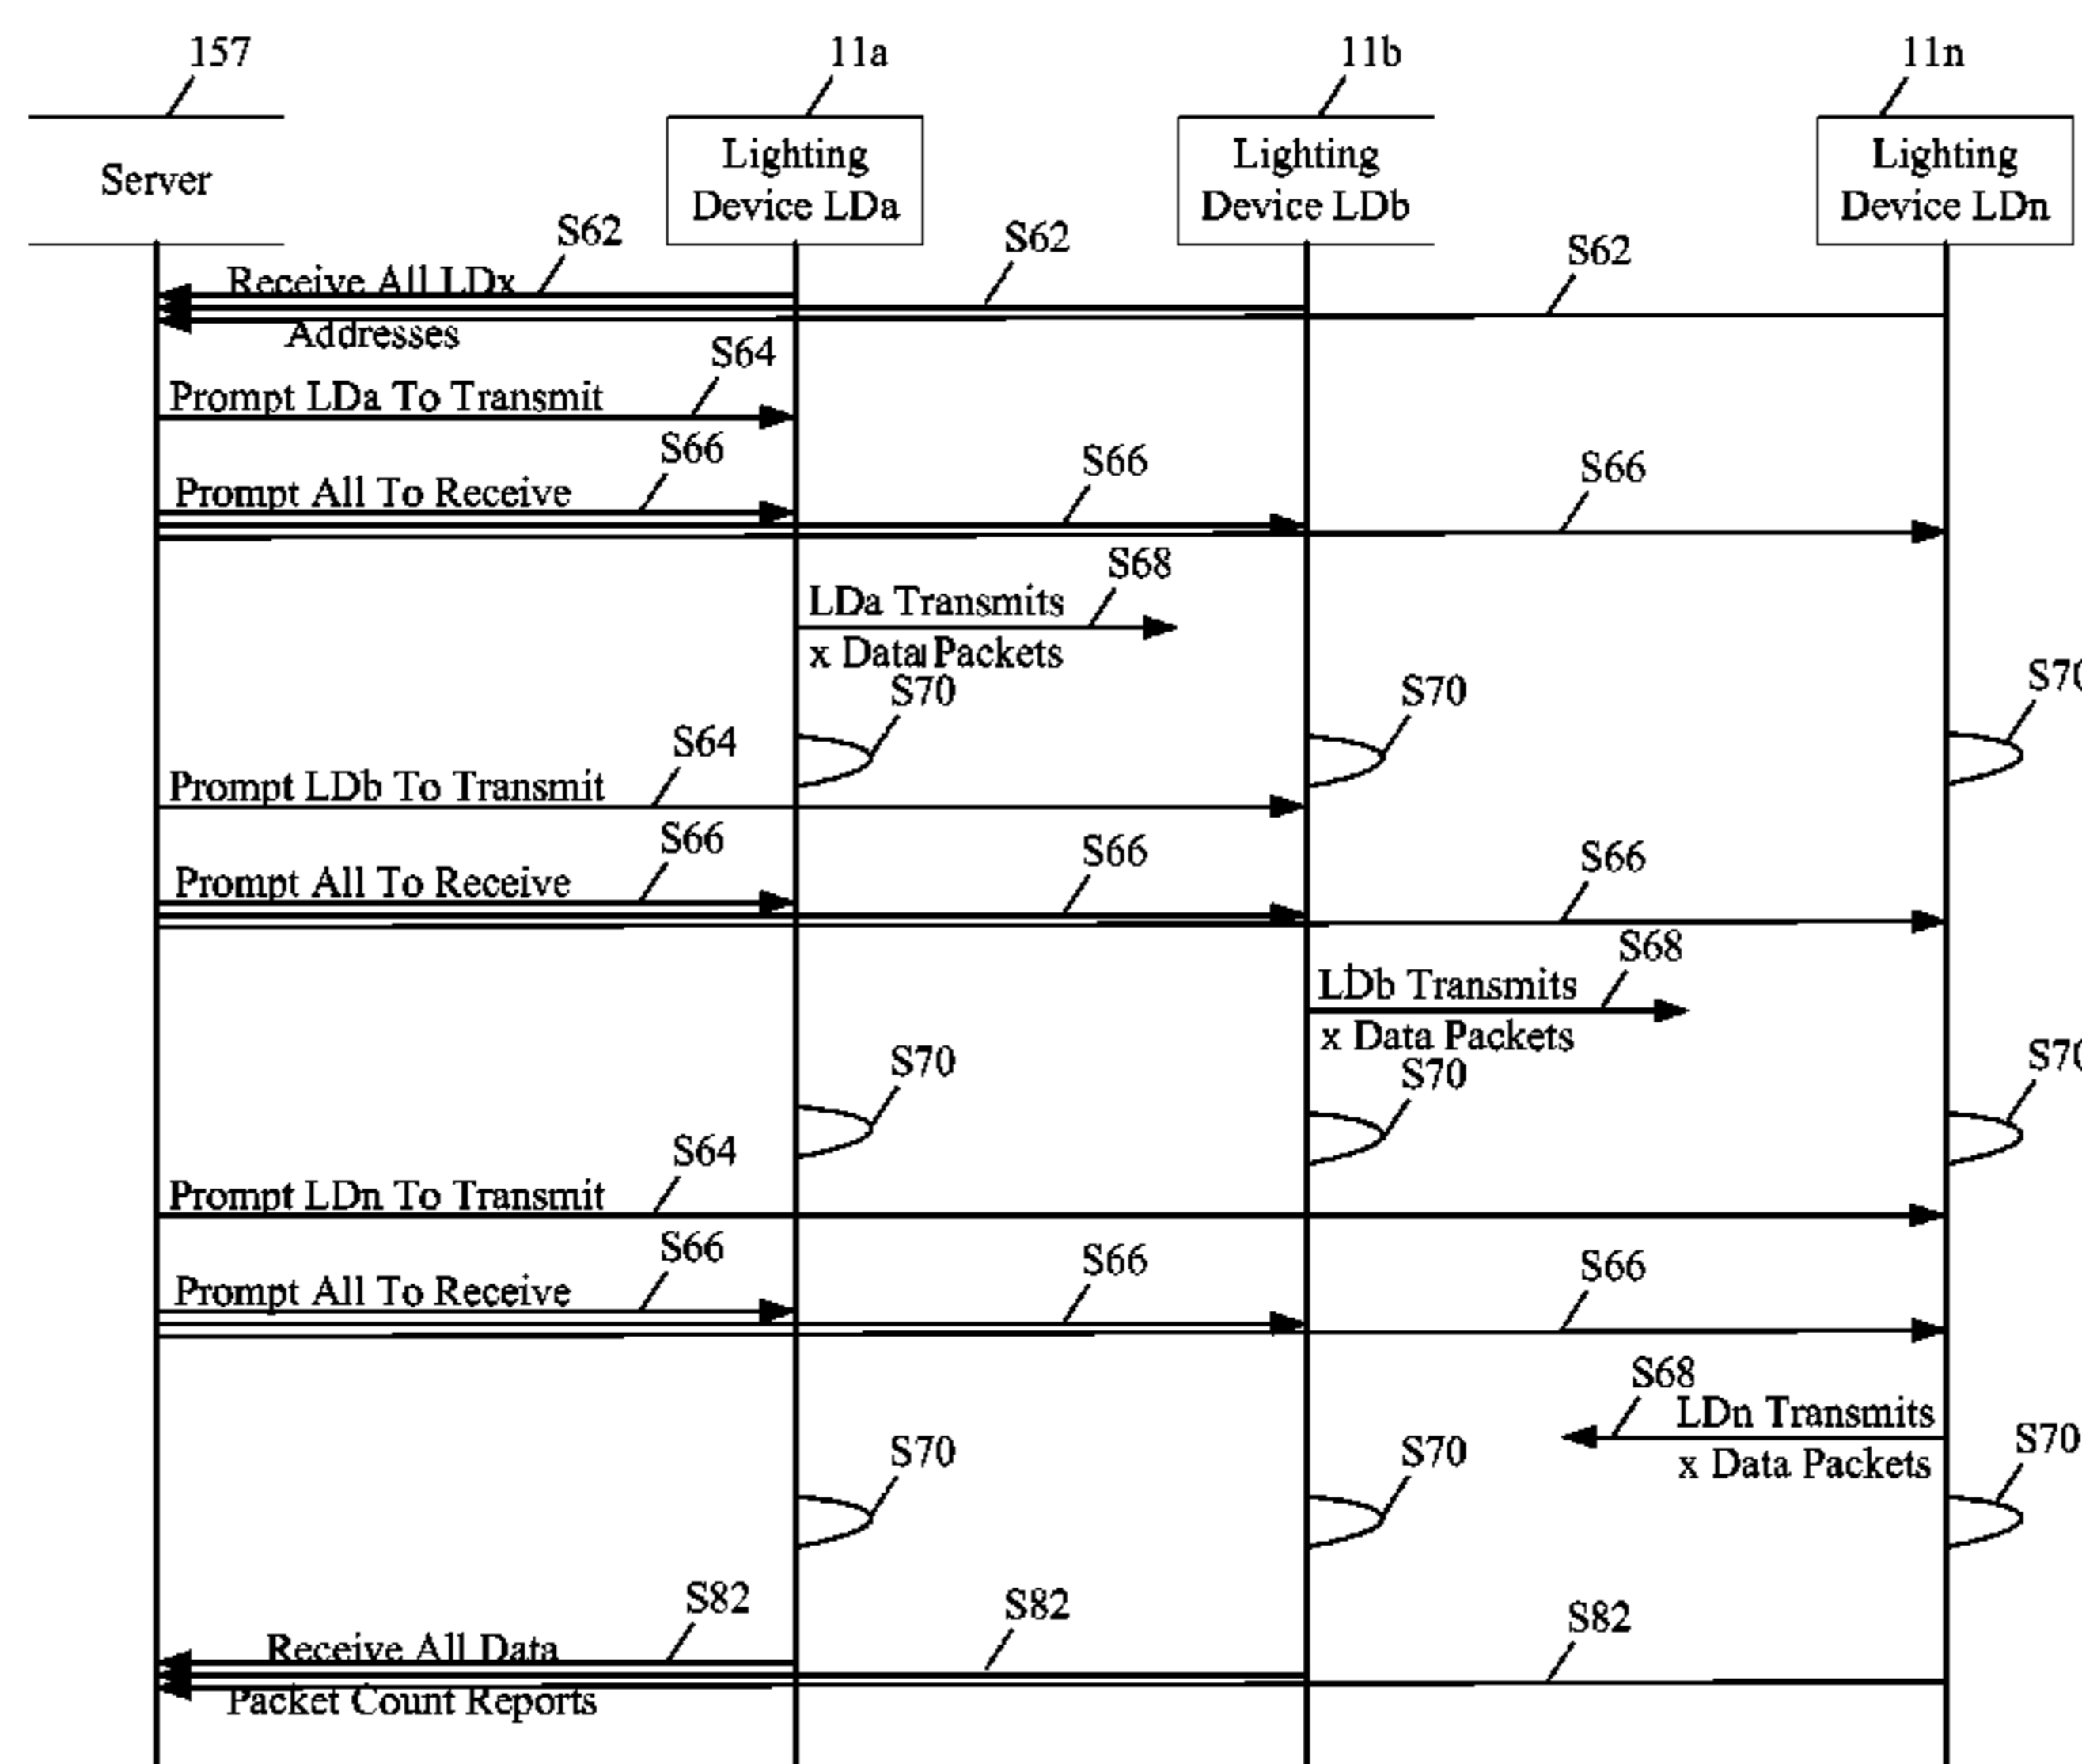 157
11a
11b
11n
Server
Lighting
Device LDa
Lighting
Device LDb
Lighting
Device LDn
S62
S62
S62
Receive All LDx
Addresses
S64
Prompt LDa To Transmit
S66
S66
S66
Prompt All To Receive
S68
LDa Transmits
x Data Packets
S70
S70
S70
S64
Prompt LDb To Transmit
S66
S66
S66
Prompt All To Receive
S68
LDb Transmits
x Data Packets
S70
S70
S70
S64
Prompt LDn To Transmit
S66
S66
S66
Prompt All To Receive
S68
LDn Transmits
x Data Packets
S70
S70
S70
S82
S82
S82
Receive All Data
Packet Count Reports